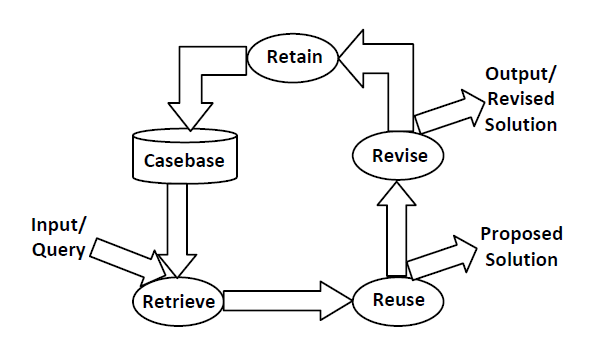 Retain
Output/
Revised
Solution
Casebase
Revise
Input/
Query
Proposed
Solution
Retrieve
Reuse